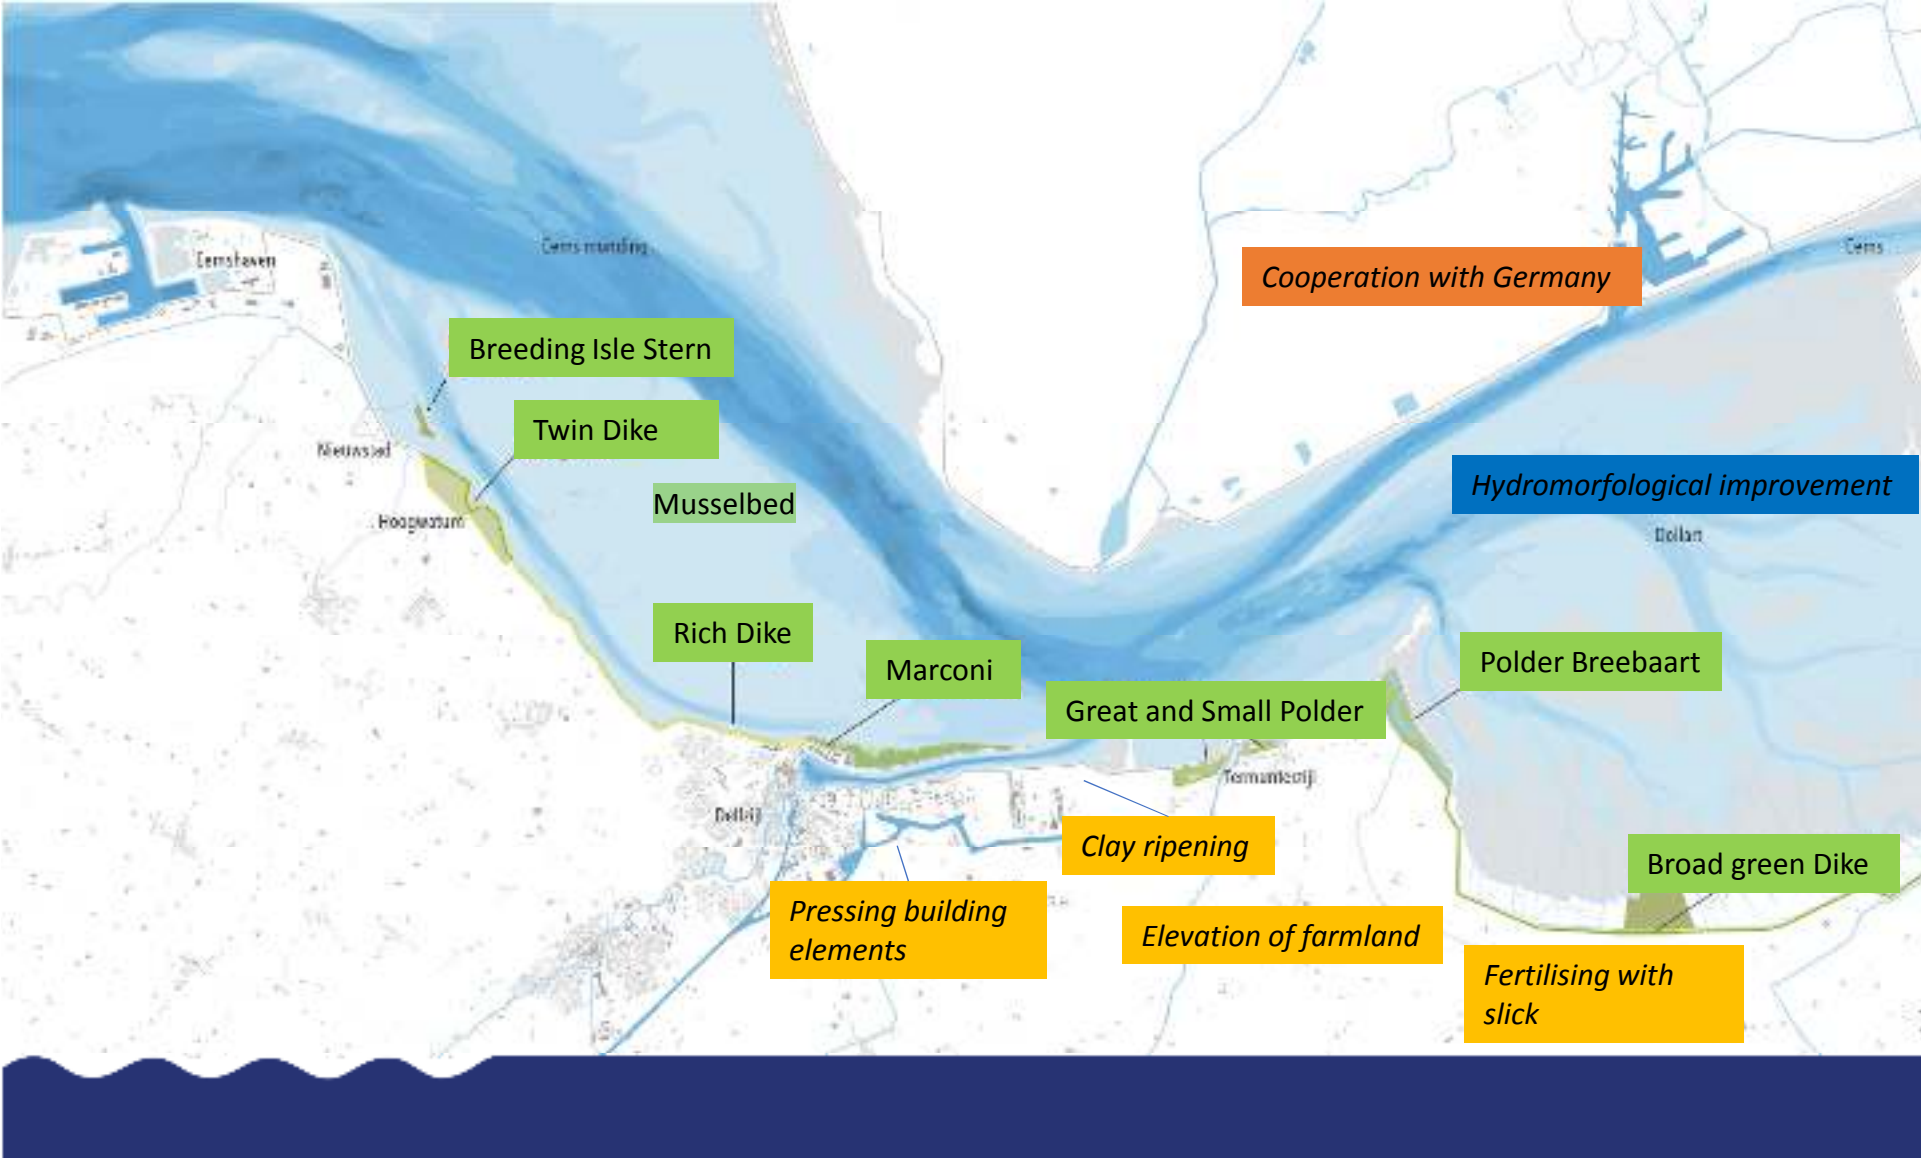 Eems munding
Eems
Eemshaven
Cooperation with Germany
Breeding Isle Stern
Twin Dike
Nieuwstad
Hydromorfological improvement
Musselbed
Hoogwatum
Dollart
Rich Dike
Marconi
Polder Breebaart
Great and Small Polder
Termunterzijl
Delfzijl
Clay ripening
Broad green Dike
Pressing building
elements
Elevation of farmland
Fertilising with
slick